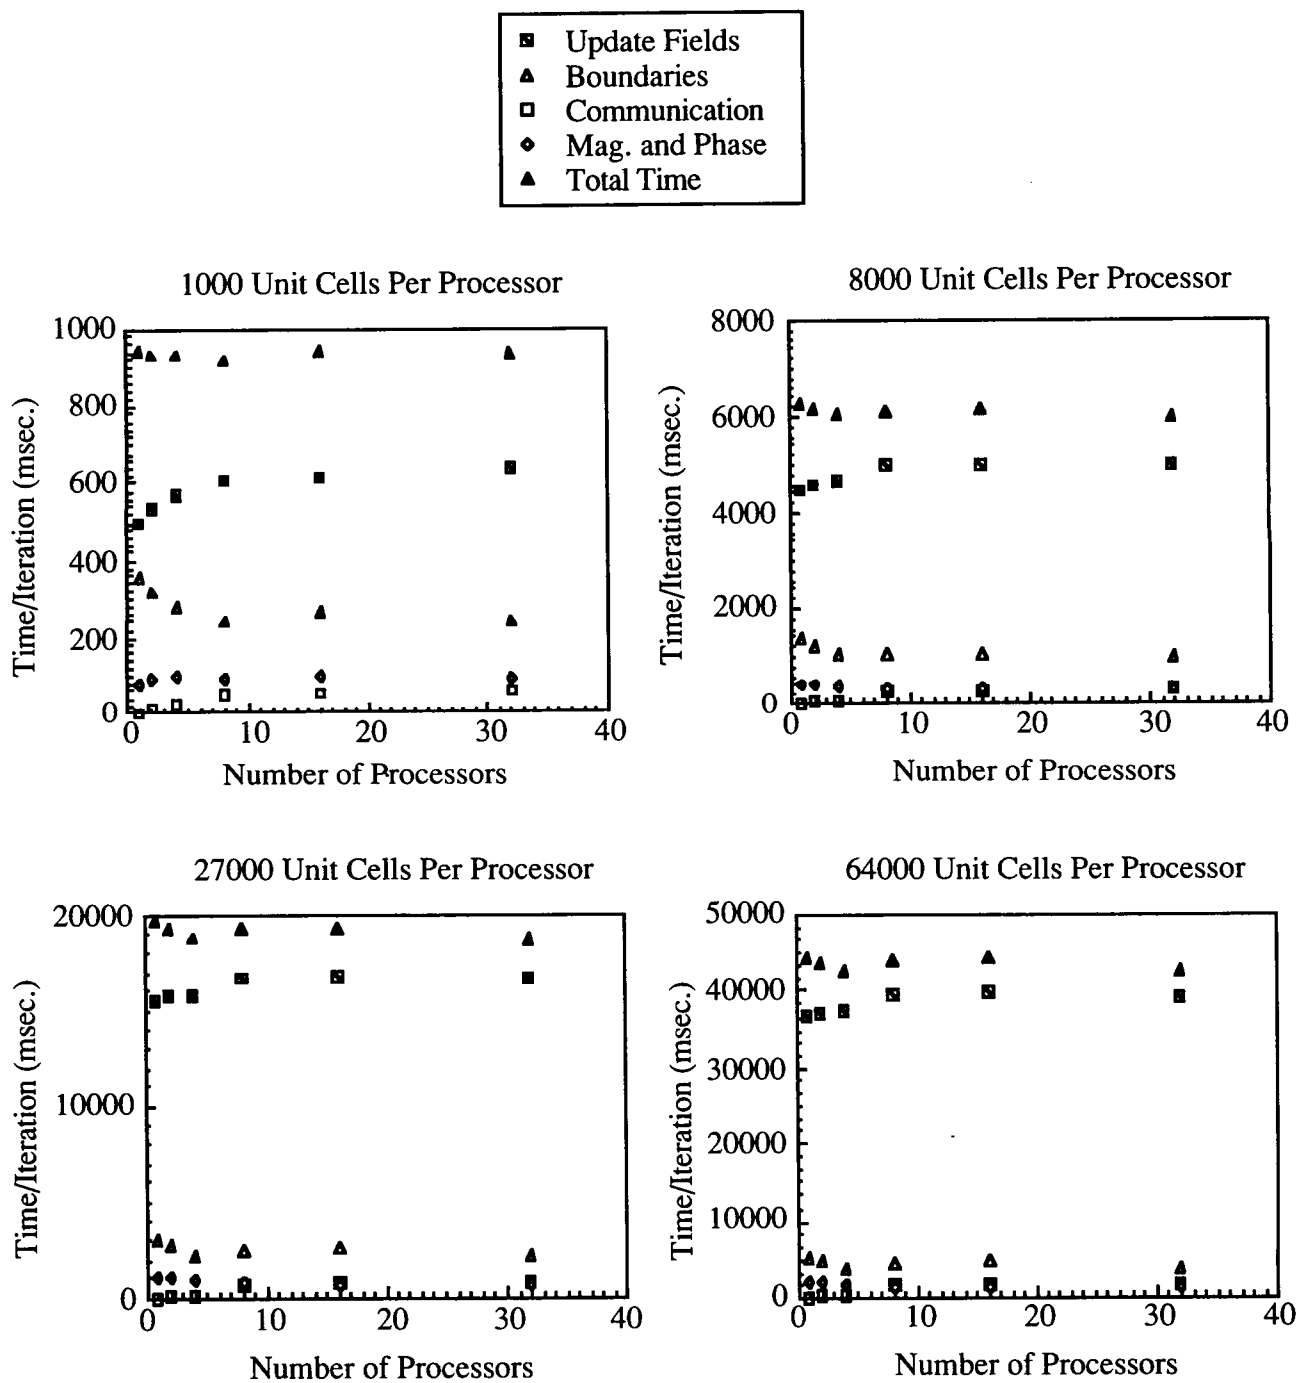 Update Fields
Boundaries
Communication
Mag. and Phase
Total Time
1000 Unit Cells Per Processor
1000
800
600
400
200
0
0 10 20 30 40
Time/Iteration (msec.)
Number of Processors
8000 Unit Cells Per Processor
8000
6000
4000
2000
0
0 10 20 30 40
Time/Iteration (msec.)
Number of Processors
27000 Unit Cells Per Processor
20000
10000
0
0 10 20 30 40
Time/Iteration (msec.)
Number of Processors
64000 Unit Cells Per Processor
50000
40000
30000
20000
10000
0
0 10 20 30 40
Time/Iteration (msec.)
Number of Processors